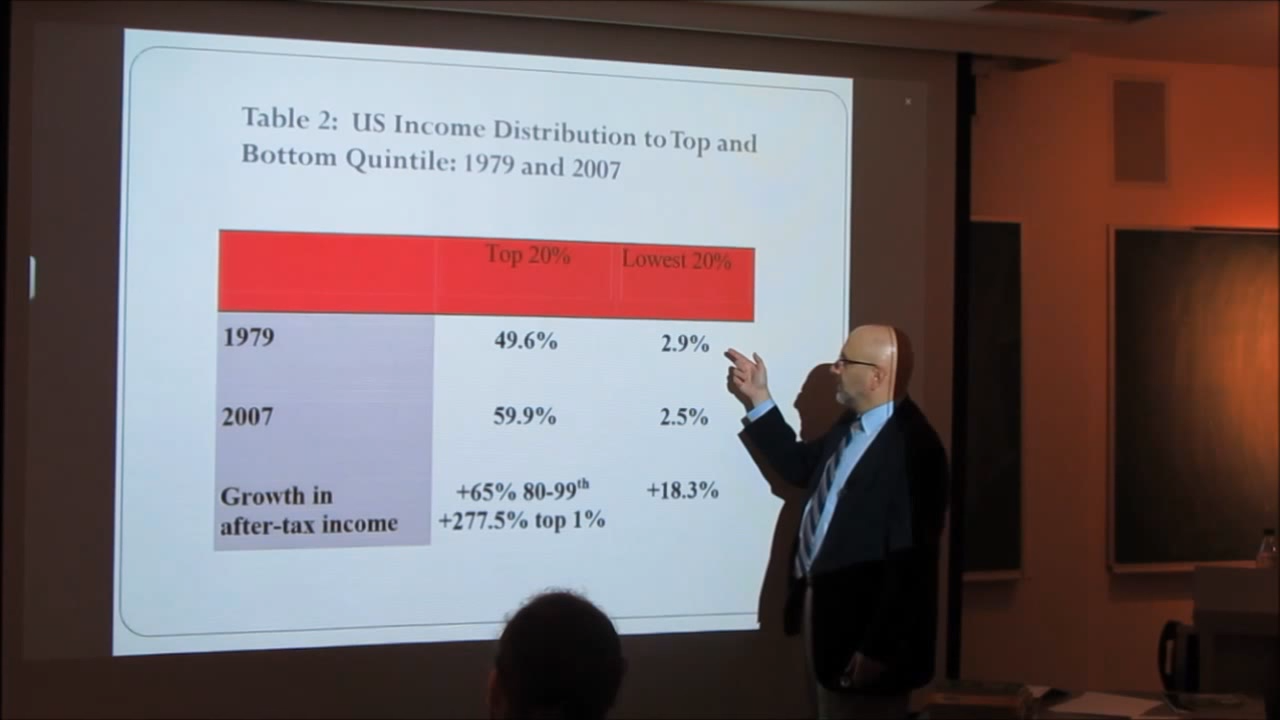 Table 2: US Income Distribution to Top and
Bottom Quintile: 1979 and 2007
Top 20% Lowest 20%
1979 49.6% 2.9%
2007 59.9% 2.5%
Growth in
after-tax income
+65% 80-99th
+277.5% top 1%
+18.3%